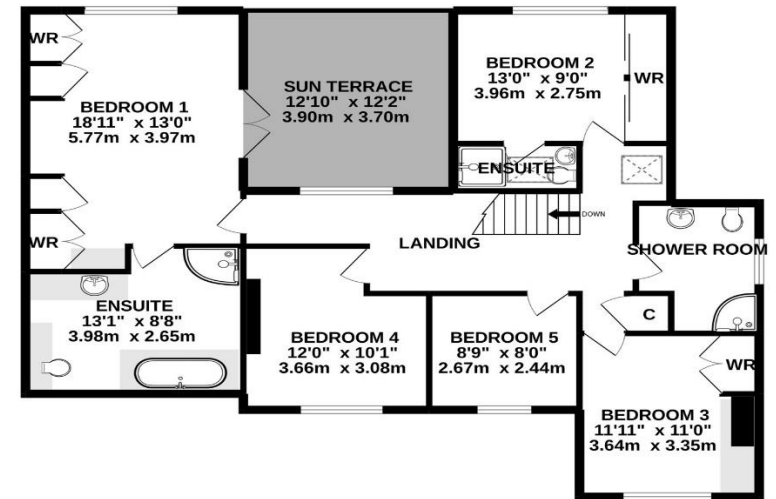 WR
BEDROOM 1
18'11" x 13'0"
5.77m x 3.97m
WR
SUN TERRACE
12'10" x 12'2"
3.90m x 3.70m
BEDROOM 2
13'0" x 9'0"
3.96m x 2.75m
WR
ENSUITE
DOWN
LANDING
SHOWER ROOM
ENSUITE
13'1" x 8'8"
3.98m x 2.65m
BEDROOM 4
12'0" x 10'1"
3.66m x 3.08m
BEDROOM 5
8'9" x 8'0"
2.67m x 2.44m
C
WR
BEDROOM 3
11'11" x 11'0"
3.64m x 3.35m